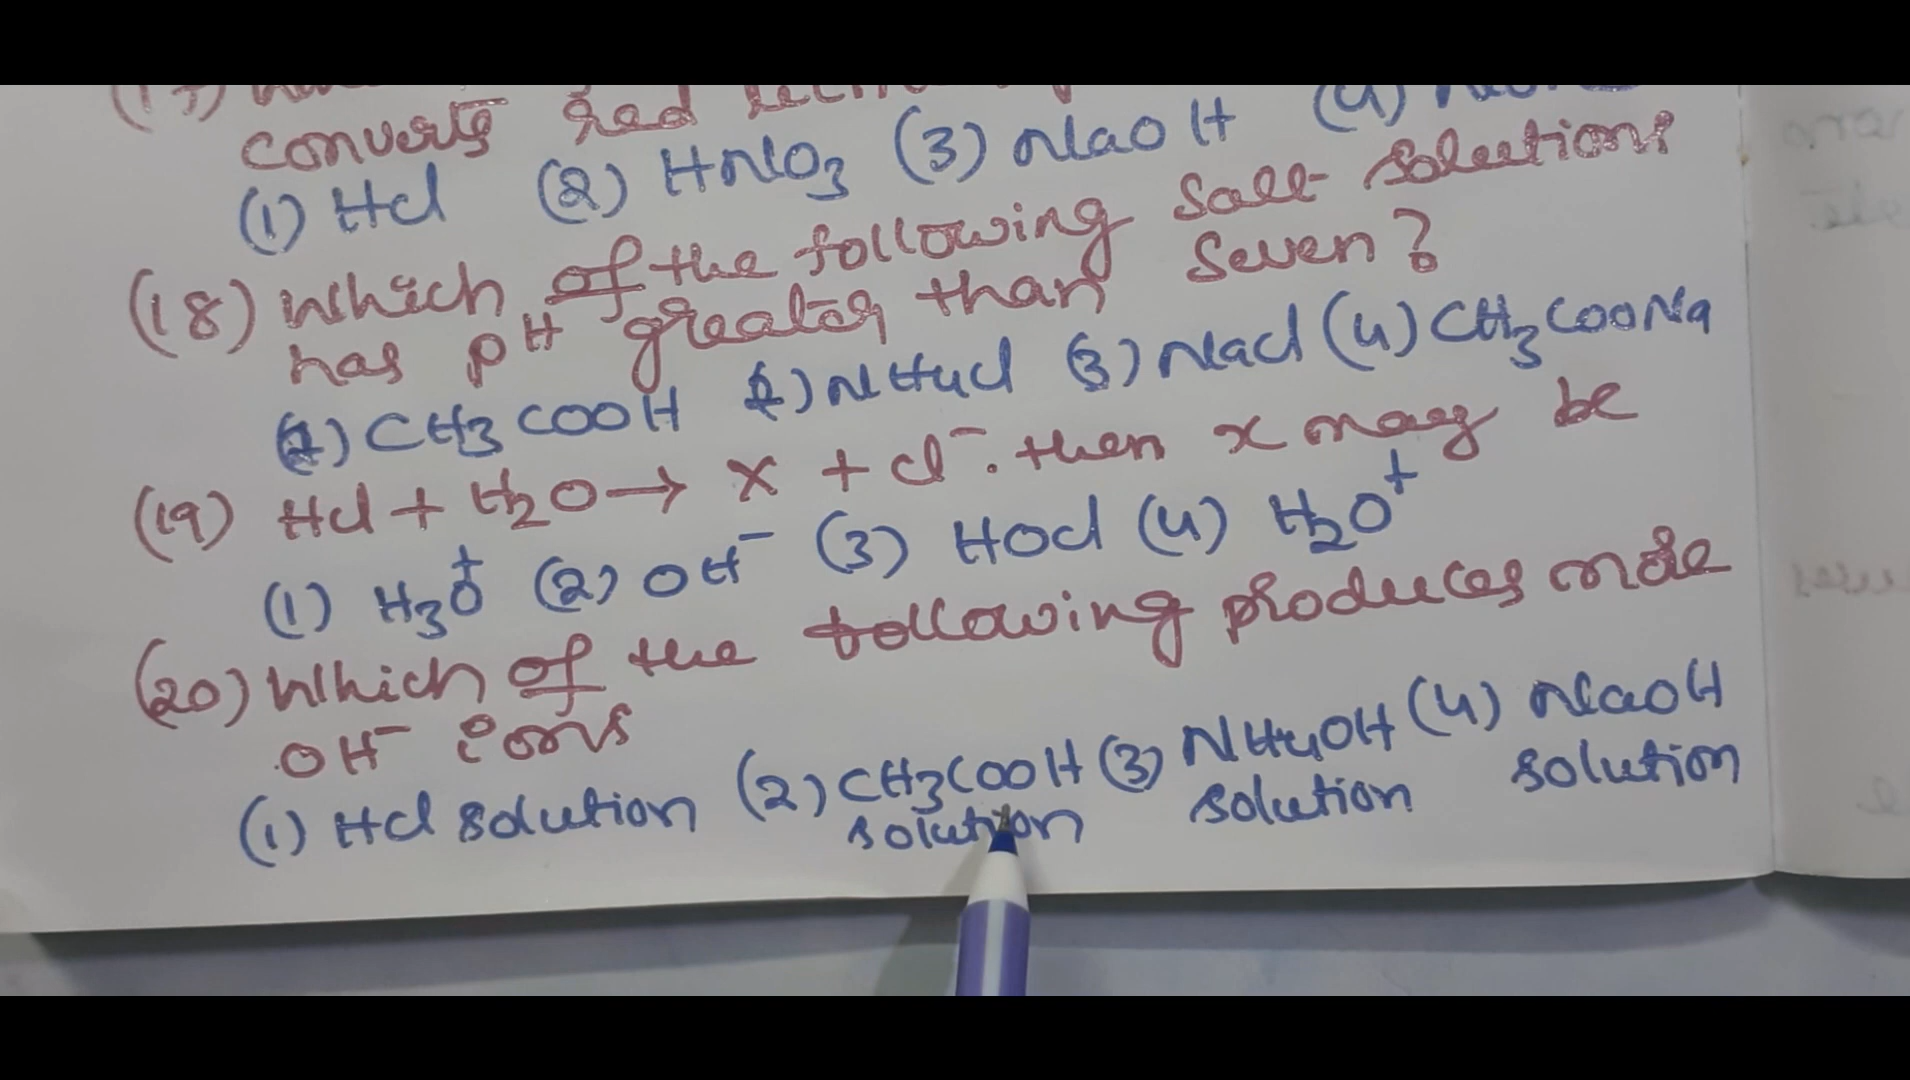 (17)
converts red
(1) Hcl (2) HNO3 (3) NaOH (4)
(18) Which of the following Salt Solutions
has pH greater than Seven?
(1) CH3COOH (2) NH4cl (3) Nacl (4) CH3COONa
(19) Hcl + H2O → X + cl⁻. then x may be
(1) H3O⁺ (2) OH⁻ (3) HOcl (4) H2O⁺
(20) Which of the following produces more
OH⁻ ions
(1) Hcl solution (2) CH3COOH solution (3) NH4OH solution (4) NaOH solution